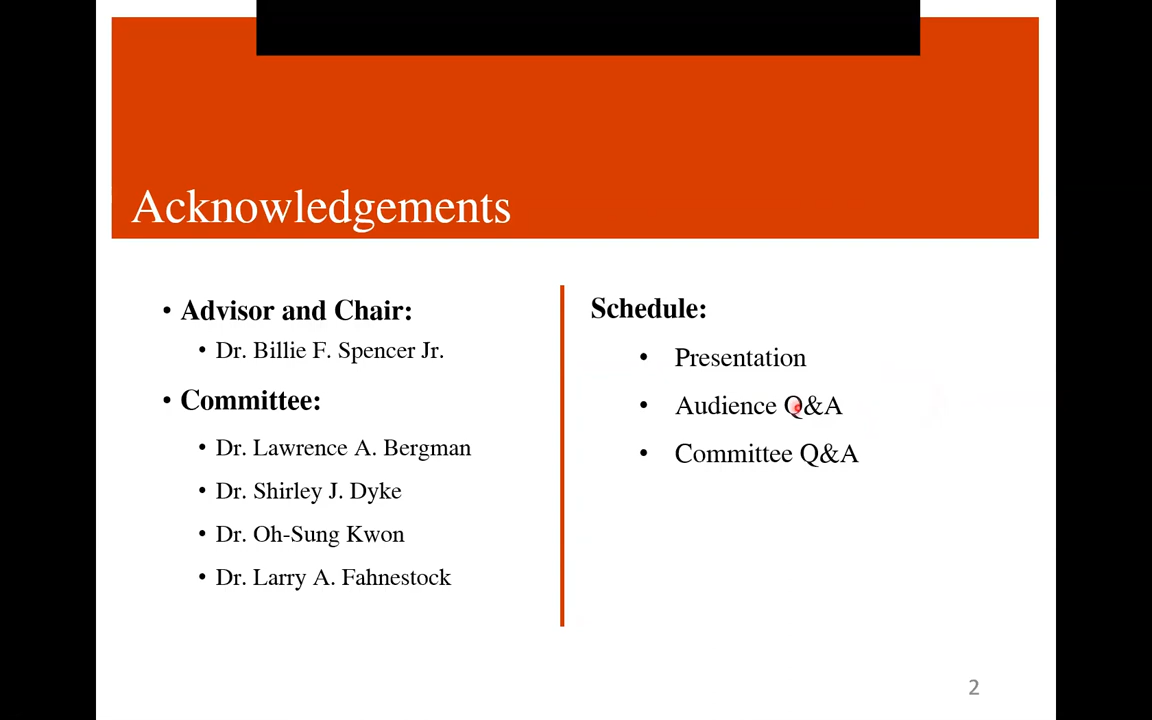 Acknowledgements
• Advisor and Chair:
• Dr. Billie F. Spencer Jr.
• Committee:
• Dr. Lawrence A. Bergman
• Dr. Shirley J. Dyke
• Dr. Oh-Sung Kwon
• Dr. Larry A. Fahnestock
Schedule:
• Presentation
• Audience Q&A
• Committee Q&A
2